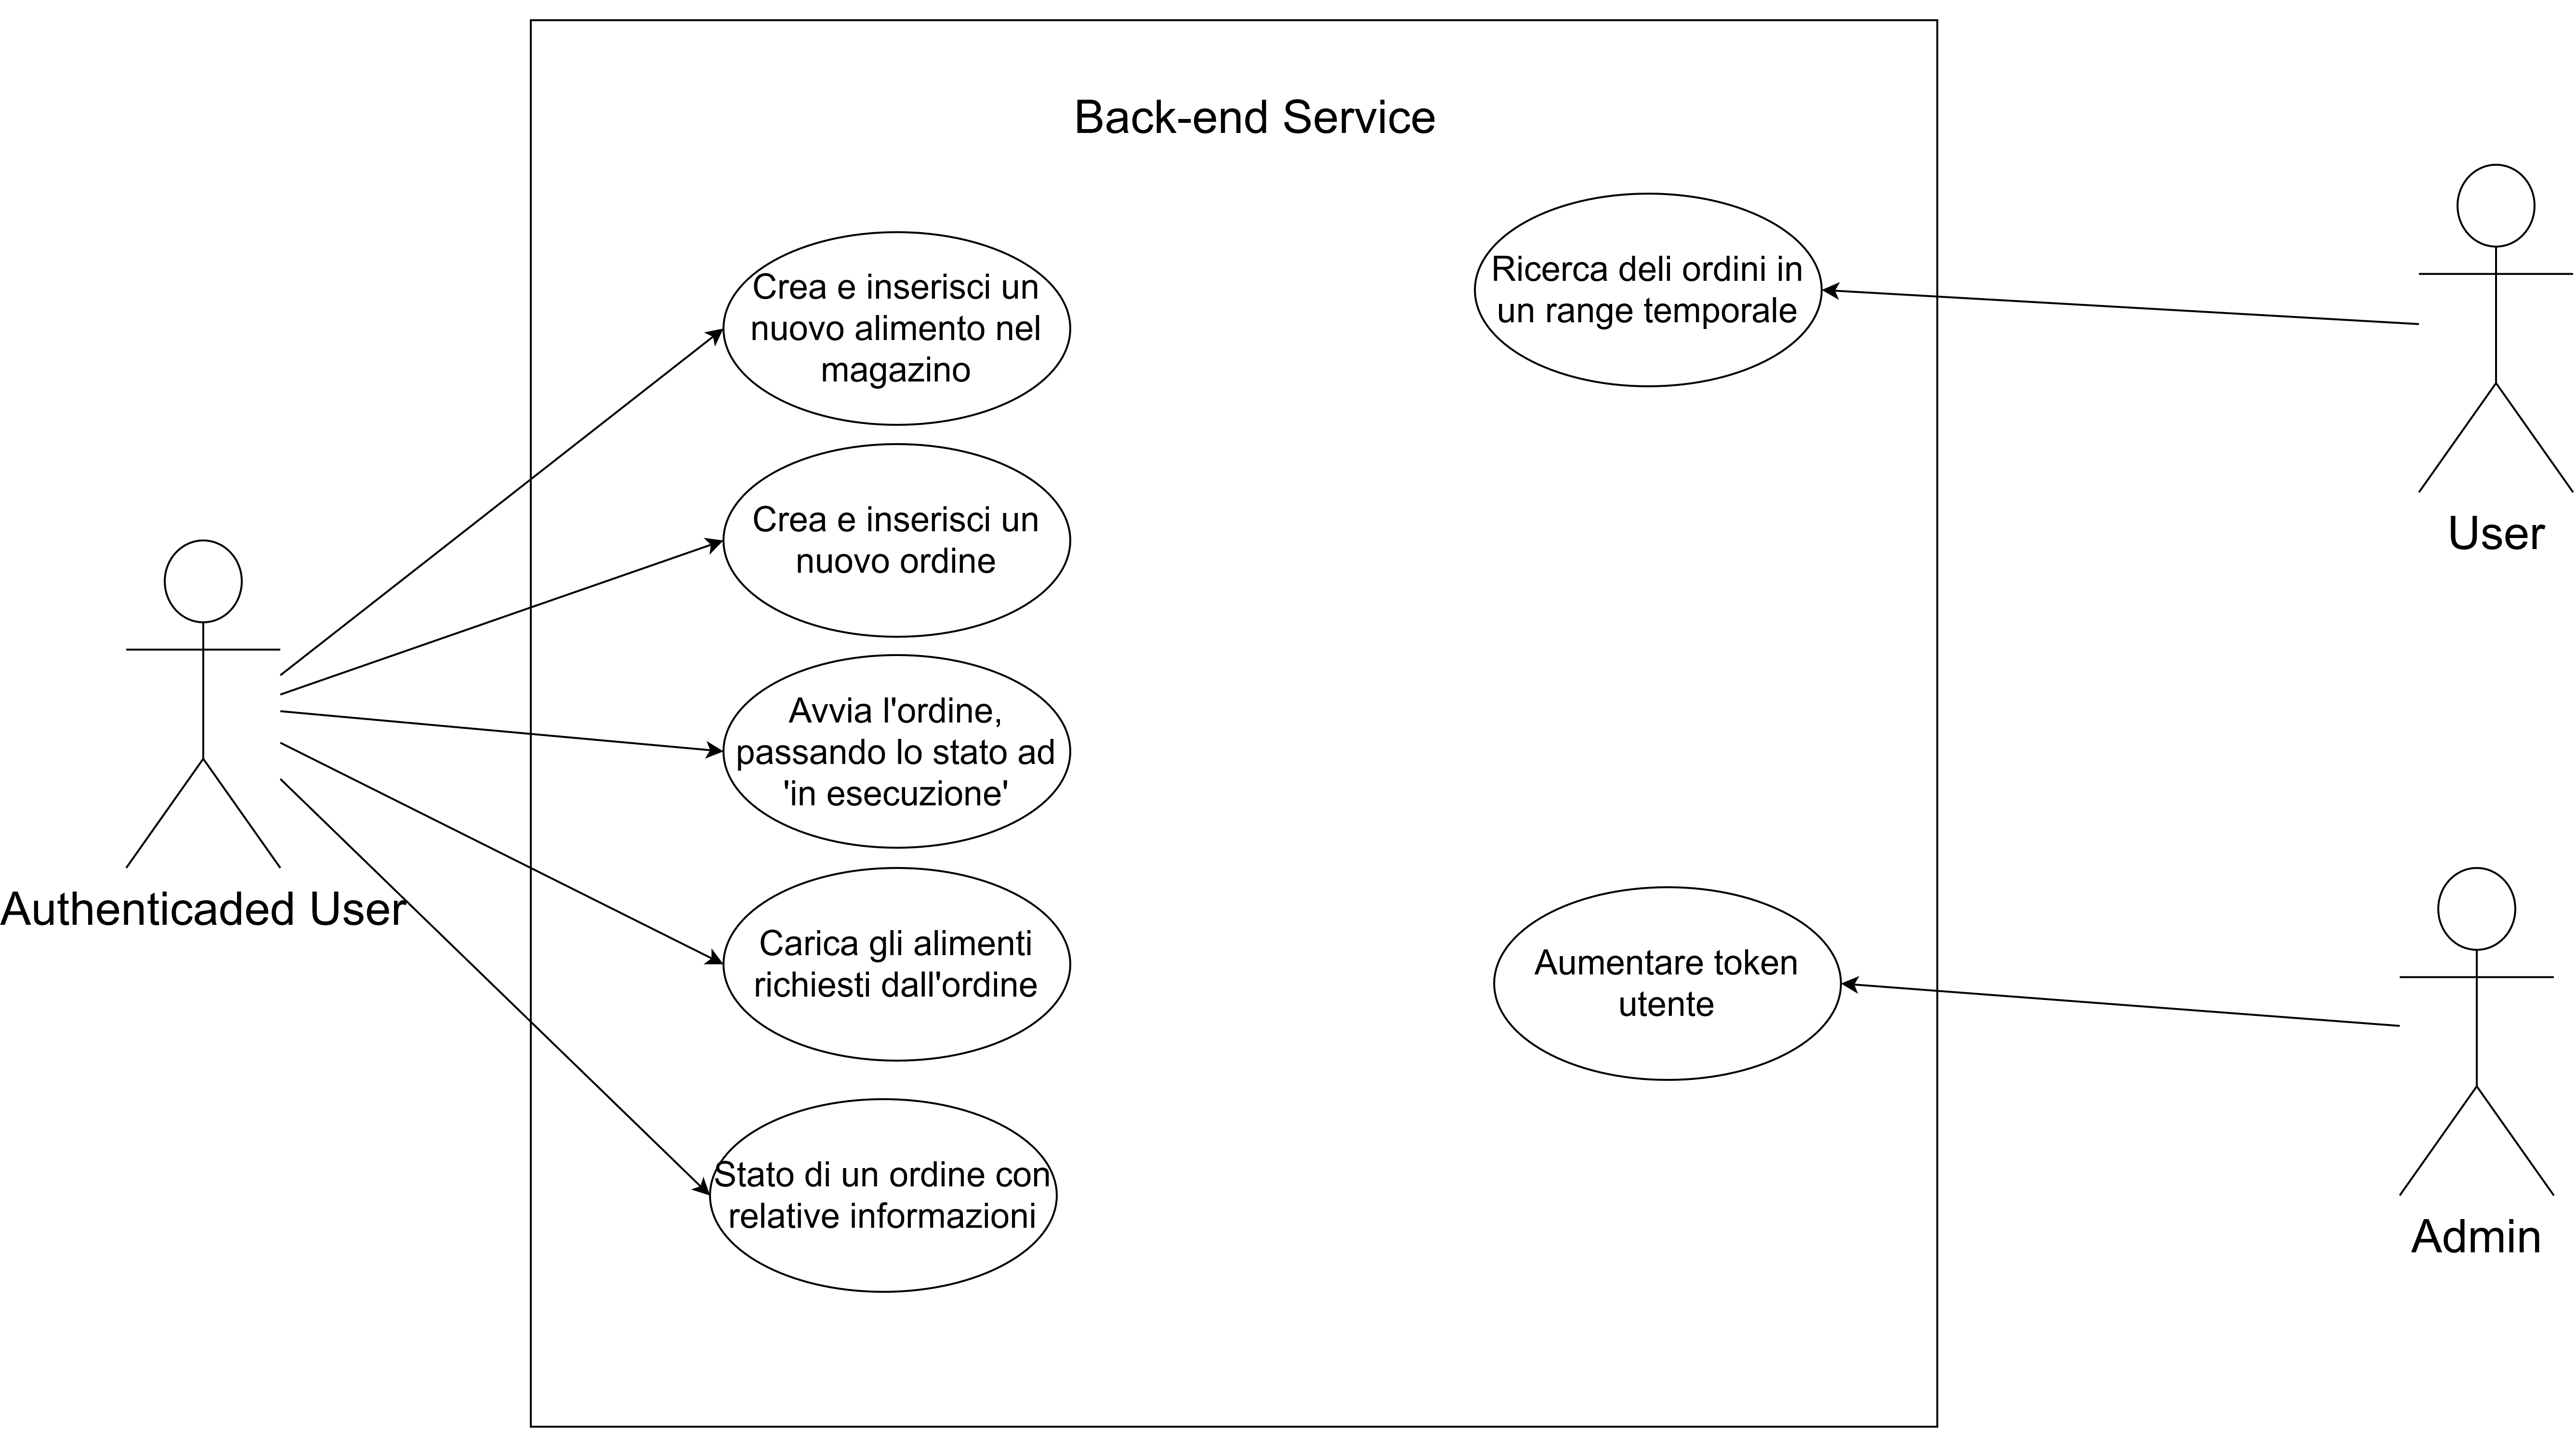 Back-end Service
Crea e inserisci un
nuovo alimento nel
magazino
Crea e inserisci un
nuovo ordine
Avvia l'ordine,
passando lo stato ad
'in esecuzione'
Carica gli alimenti
richiesti dall'ordine
Stato di un ordine con
relative informazioni
Authenticaded User
Ricerca deli ordini in
un range temporale
User
Aumentare token
utente
Admin